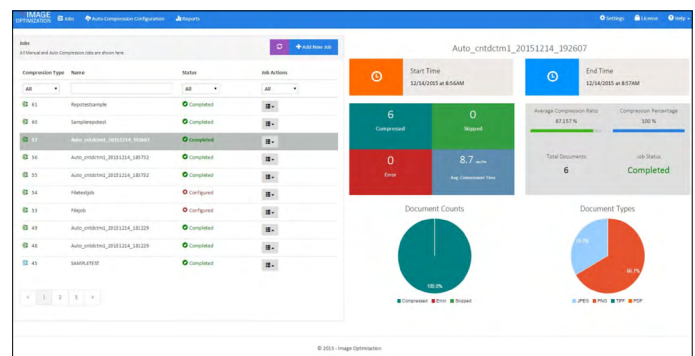 IMAGE
OPTIMIZATION
Jobs
Auto-Compression Configuration
Reports
Settings
License
Help
Jobs
All Manual and Auto Compression Jobs are shown here
Add New Job
Compression Type Name Status Job Actions
All All All
61 Repotestsample Completed
60 Samplerepotest Completed
57 Auto_cntdctm1_20151214_192607 Completed
56 Auto_cntdctm1_20151214_185752 Completed
55 Auto_cntdctm1_20151214_185752 Completed
54 Filetestjob Configured
53 Filejob Configured
49 Auto_cntdctm1_20151214_181229 Completed
48 Auto_cntdctm1_20151214_181229 Completed
45 SAMPLETEST Completed
< 1 2 3 >
Auto_cntdctm1_20151214_192607
Start Time
12/14/2015 at 8:56AM
End Time
12/14/2015 at 8:57AM
6
Compressed
0
Skipped
0
Error
8.7
Avg. Compression Time
Average Compression Ratio
87.157 %
Compression Percentage
100 %
Total Documents
6
Job Status
Completed
Document Counts
100.0%
Compressed Error Skipped
Document Types
66.7%
JPEG PNG TIFF PDF
© 2015 - Image Optimization